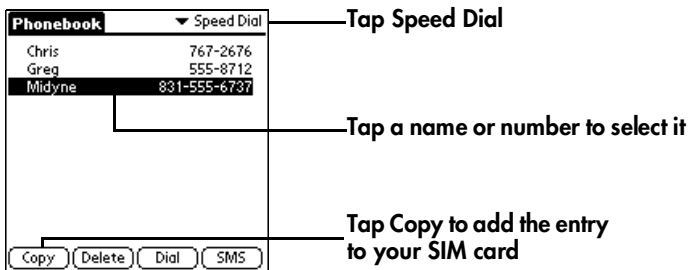 Phonebook Speed Dial
Tap Speed Dial
Chris 767-2676
Greg 555-8712
Midyne 831-555-6737
Tap a name or number to select it
Tap Copy to add the entry
to your SIM card
Copy Delete Dial SMS